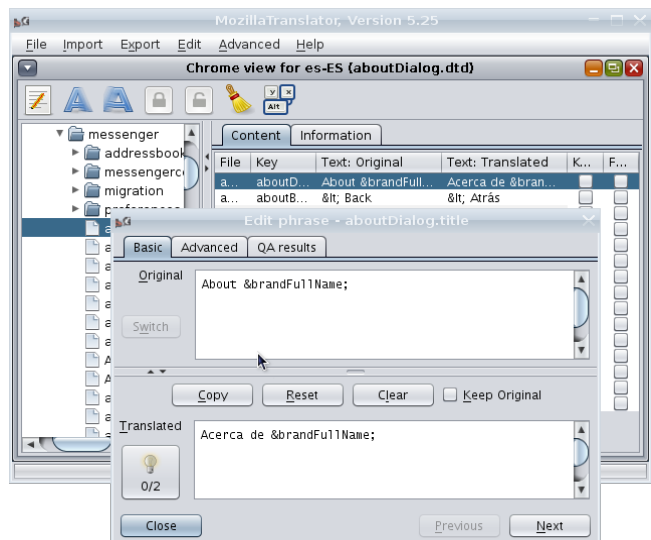 MozillaTranslator, Version 5.25
File Import Export Edit Advanced Help
Chrome view for es-ES (aboutDialog.dtd)
Alt
messenger
addressbook
messengerc
migration
preferences
Content Information
File Key Text: Original Text: Translated K... F...
a... aboutD... About &brandFull... Acerca de &bran...
a... aboutB... &lt; Back &lt; Atrás
Edit phrase - aboutDialog.title
Basic Advanced QA results
Original
About &brandFullName;
Switch
Copy Reset Clear Keep Original
Translated
Acerca de &brandFullName;
0/2
Close Previous Next